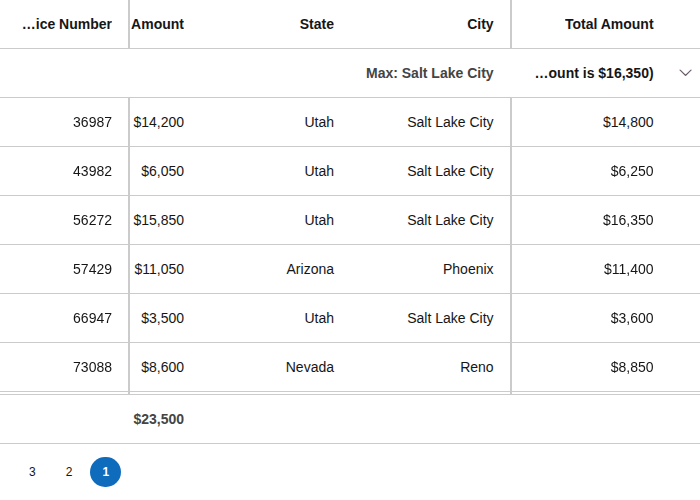 …ice Number Amount State City Total Amount
Max: Salt Lake City …ount is $16,350)
36987 $14,200 Utah Salt Lake City $14,800
43982 $6,050 Utah Salt Lake City $6,250
56272 $15,850 Utah Salt Lake City $16,350
57429 $11,050 Arizona Phoenix $11,400
66947 $3,500 Utah Salt Lake City $3,600
73088 $8,600 Nevada Reno $8,850
$23,500
3 2 1